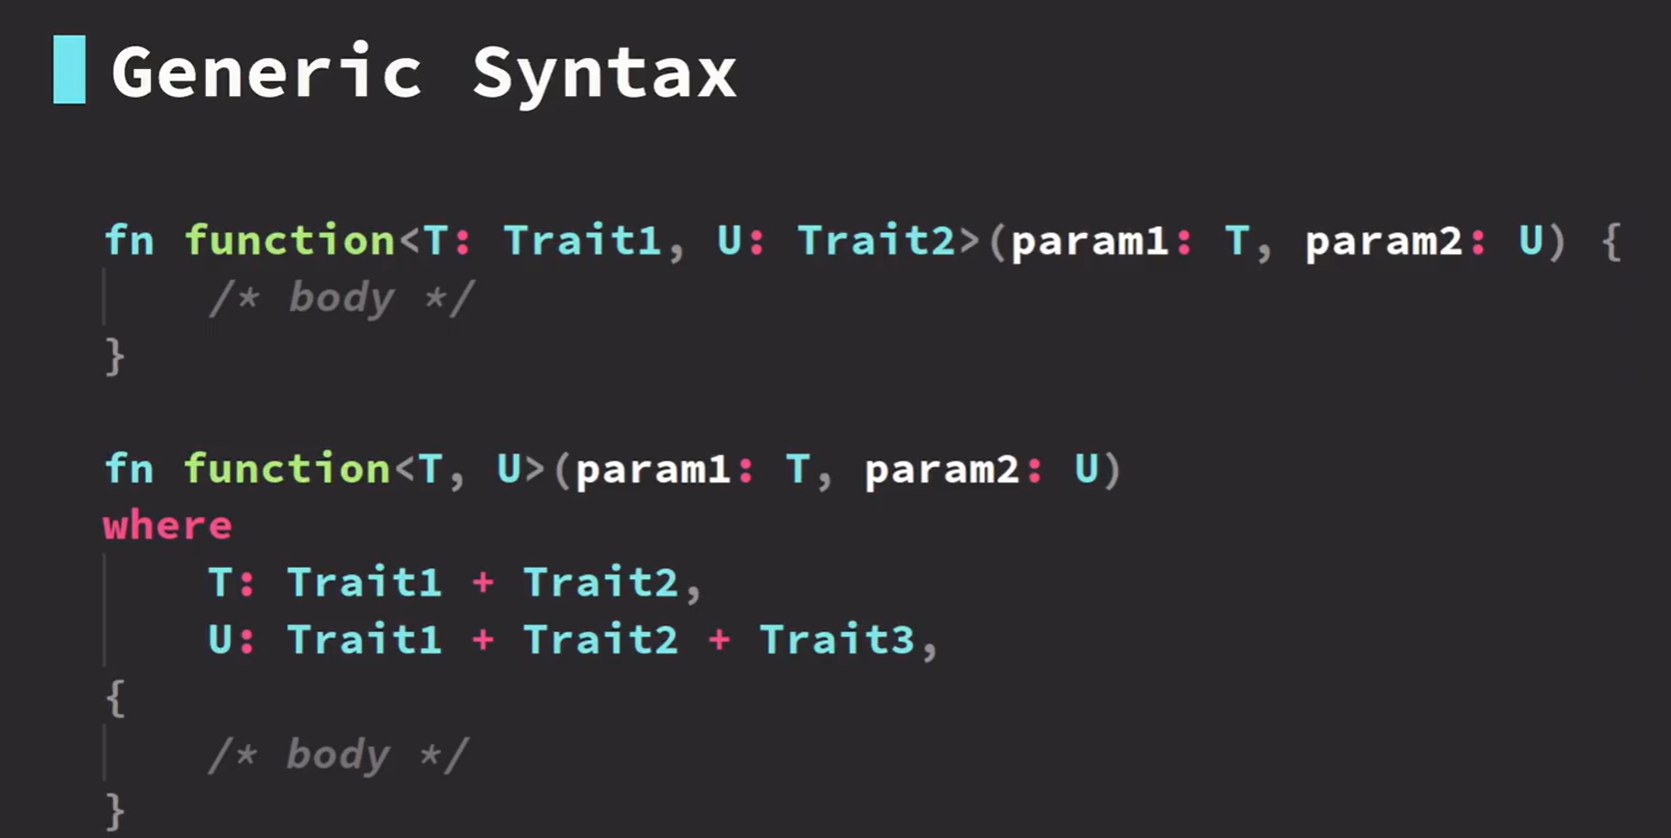 Generic Syntax
fn function<T: Trait1, U: Trait2>(param1: T, param2: U) {
    /* body */
}
fn function<T, U>(param1: T, param2: U)
where
    T: Trait1 + Trait2,
    U: Trait1 + Trait2 + Trait3,
{
    /* body */
}